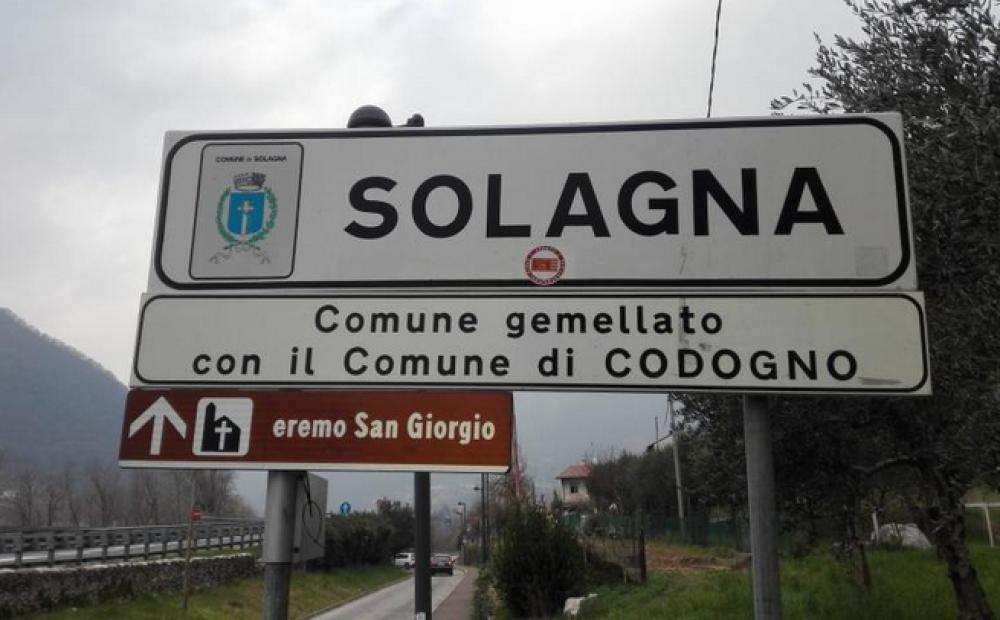 COMUNE DI SOLAGNA
SOLAGNA
Comune gemellato
con il Comune di CODOGNO
eremo San Giorgio